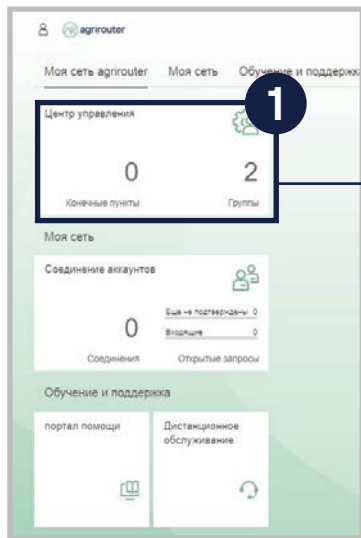 agrirouter
Моя сеть agrirouter Моя сеть Обучение и поддержк
Центр управления
1
0 2
Конечные пункты Группы
Моя сеть
Соединение аккаунтов
Еще не подтверждены 0
0 Входящие 0
Соединения Открытые запросы
Обучение и поддержка
портал помощи Дистанционное
обслуживание